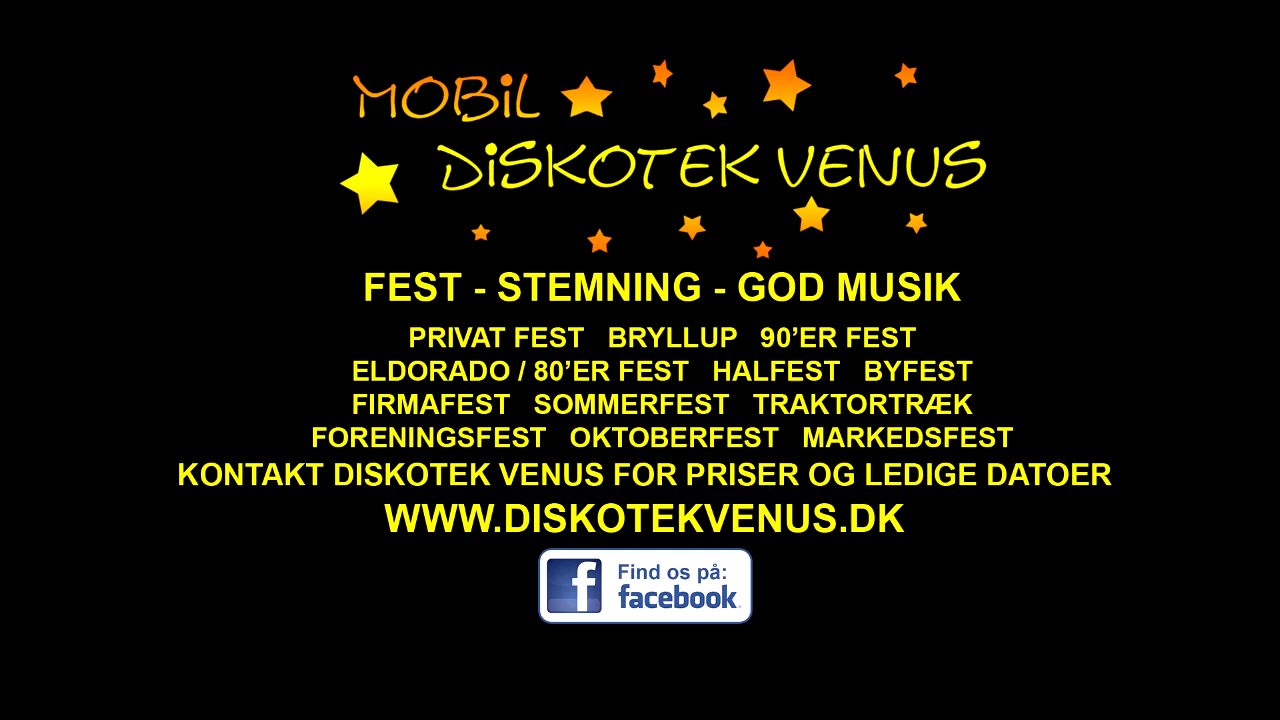 MOBiL
DiSKOTEK VENUS
FEST - STEMNING - GOD MUSIK
PRIVAT FEST BRYLLUP 90’ER FEST
ELDORADO / 80’ER FEST HALFEST BYFEST
FIRMAFEST SOMMERFEST TRAKTORTRÆK
FORENINGSFEST OKTOBERFEST MARKEDSFEST
KONTAKT DISKOTEK VENUS FOR PRISER OG LEDIGE DATOER
WWW.DISKOTEKVENUS.DK
f Find os på:
facebook